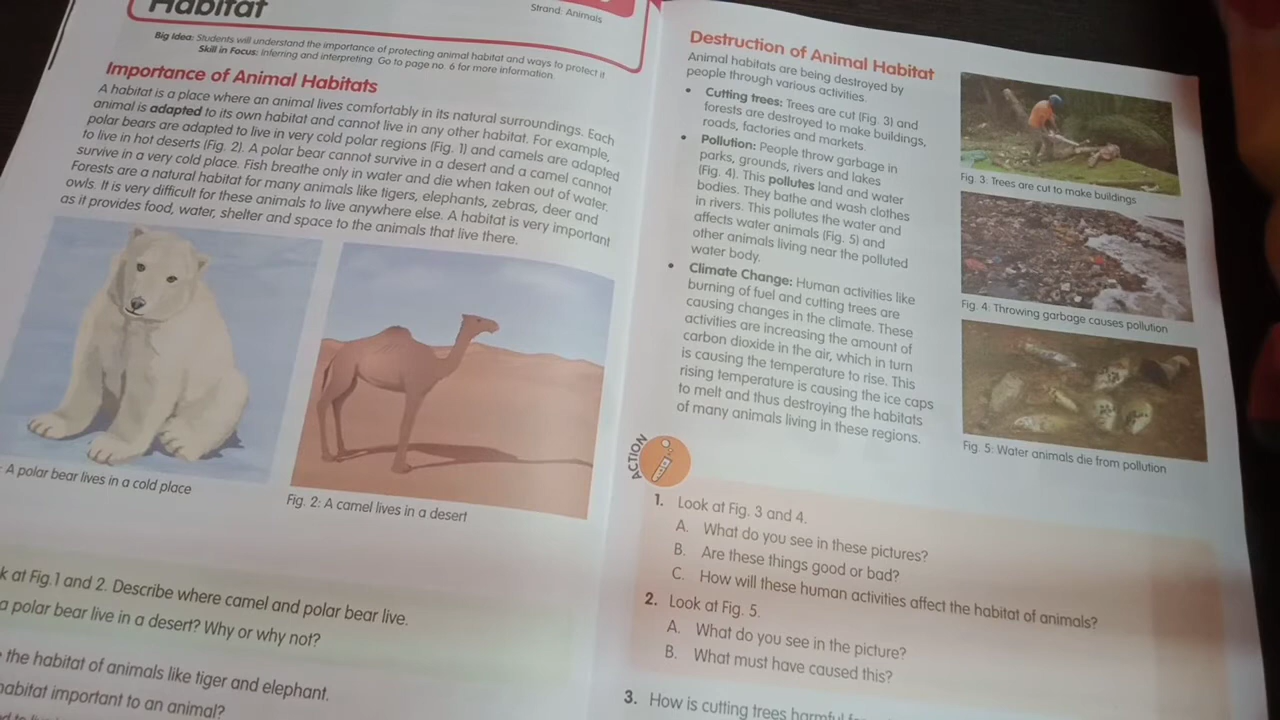 Habitat
Strand: Animals
Big Idea: Students will understand the importance of protecting animal habitat and ways to protect it
Skill in Focus: Inferring and interpreting. Go to page no. 6 for more information.
Importance of Animal Habitats
A habitat is a place where an animal lives comfortably in its natural surroundings. Each
animal is adapted to its own habitat and cannot live in any other habitat. For example,
polar bears are adapted to live in very cold polar regions (Fig. 1) and camels are adapted
to live in hot deserts (Fig. 2). A polar bear cannot survive in a desert and a camel cannot
survive in a very cold place. Fish breathe only in water and die when taken out of water.
Forests are a natural habitat for many animals like tigers, elephants, zebras, deer and
owls. It is very difficult for these animals to live anywhere else. A habitat is very important
as it provides food, water, shelter and space to the animals that live there.
A polar bear lives in a cold place
Fig. 2: A camel lives in a desert
k at Fig.1 and 2. Describe where camel and polar bear live.
a polar bear live in a desert? Why or why not?
the habitat of animals like tiger and elephant.
habitat important to an animal?
Destruction of Animal Habitat
Animal habitats are being destroyed by
people through various activities.
• Cutting trees: Trees are cut (Fig. 3) and
forests are destroyed to make buildings,
roads, factories and markets.
• Pollution: People throw garbage in
parks, grounds, rivers and lakes
(Fig. 4). This pollutes land and water
bodies. They bathe and wash clothes
in rivers. This pollutes the water and
affects water animals (Fig. 5) and
other animals living near the polluted
water body.
• Climate Change: Human activities like
burning of fuel and cutting trees are
causing changes in the climate. These
activities are increasing the amount of
carbon dioxide in the air, which in turn
is causing the temperature to rise. This
rising temperature is causing the ice caps
to melt and thus destroying the habitats
of many animals living in these regions.
Fig. 3: Trees are cut to make buildings
Fig. 4: Throwing garbage causes pollution
Fig. 5: Water animals die from pollution
ACTION
1. Look at Fig. 3 and 4.
A. What do you see in these pictures?
B. Are these things good or bad?
C. How will these human activities affect the habitat of animals?
2. Look at Fig. 5.
A. What do you see in the picture?
B. What must have caused this?
3. How is cutting trees harmful